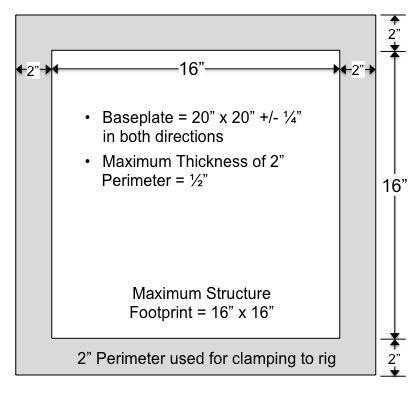 2”
2”
16”
2”
• Baseplate = 20” x 20” +/- ¼”
in both directions
• Maximum Thickness of 2”
Perimeter = ½”
16”
Maximum Structure
Footprint = 16” x 16”
2” Perimeter used for clamping to rig
2”